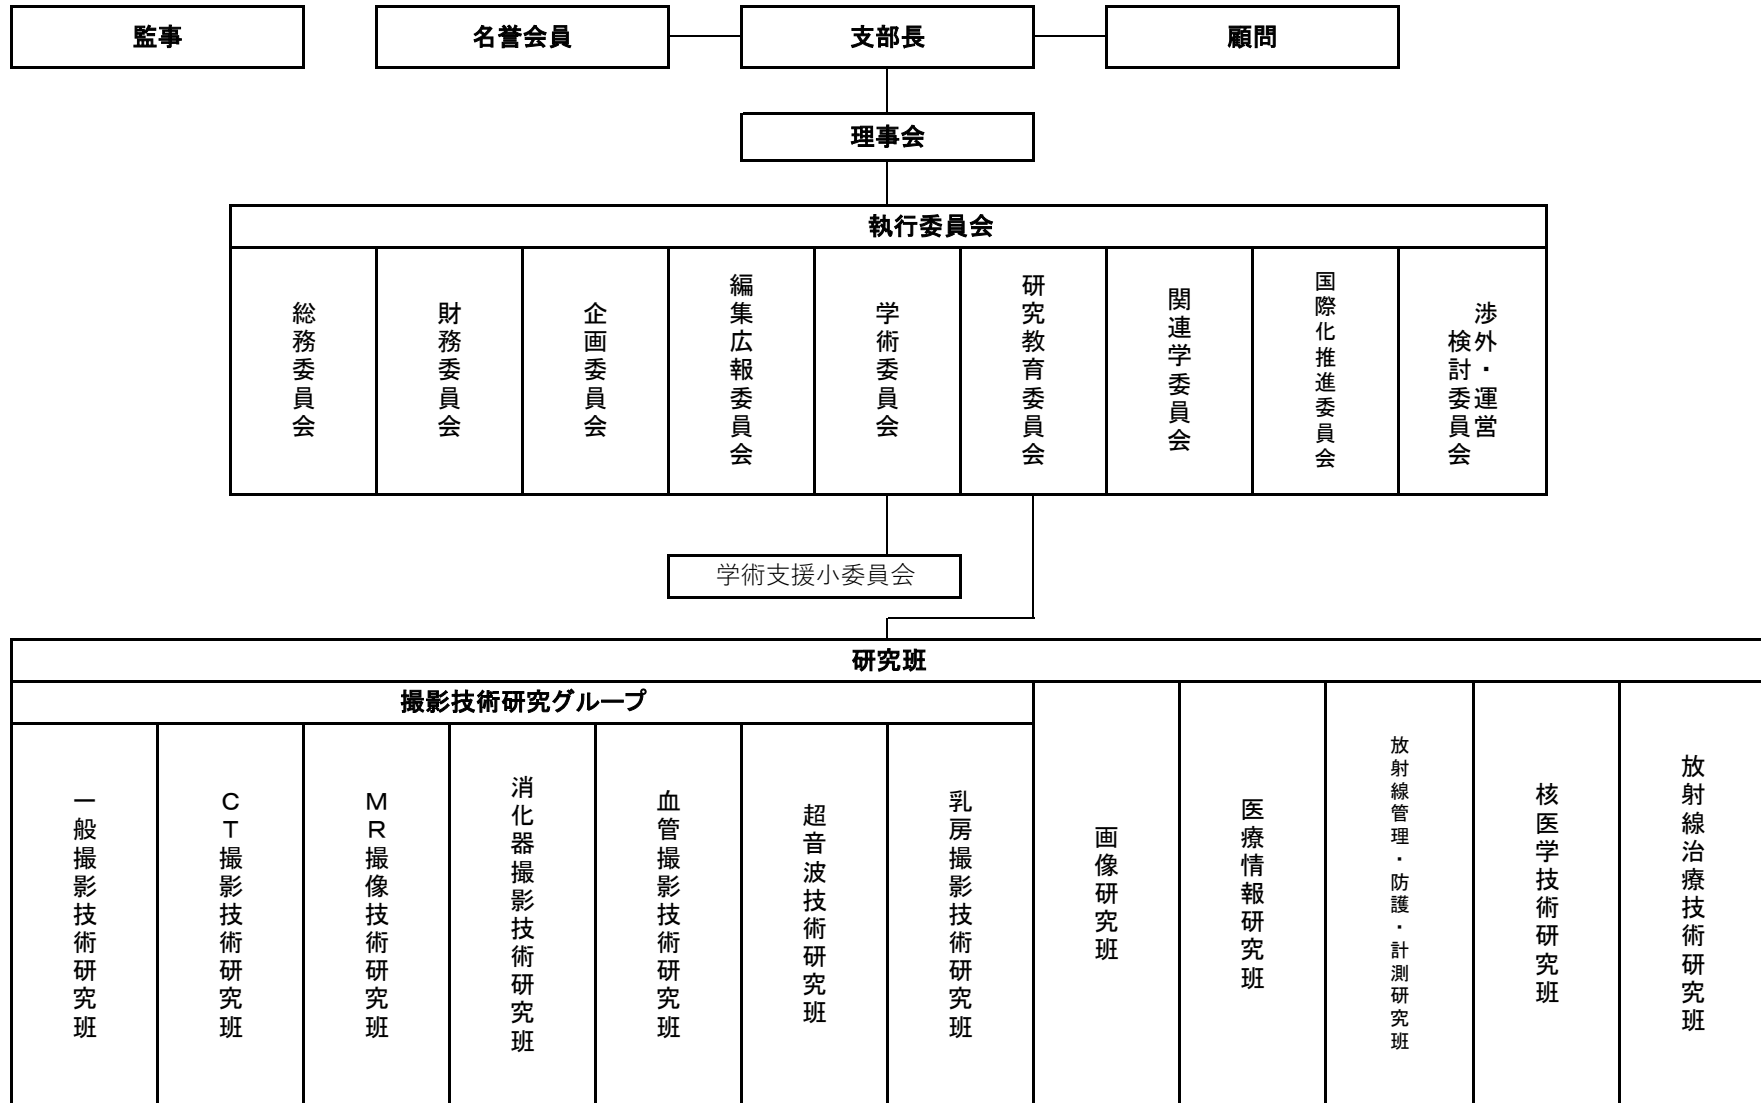 監事
名誉会員
支部長
顧問
理事会
執行委員会
総務委員会
財務委員会
企画委員会
編集広報委員会
学術委員会
研究教育委員会
関連学委員会
国際化推進委員会
渉外・運営
検討委員会
学術支援小委員会
研究班
撮影技術研究グループ
一般撮影技術研究班
ＣＴ撮影技術研究班
ＭＲ撮像技術研究班
消化器撮影技術研究班
血管撮影技術研究班
超音波技術研究班
乳房撮影技術研究班
画像研究班
医療情報研究班
放射線管理・防護・計測研究班
核医学技術研究班
放射線治療技術研究班